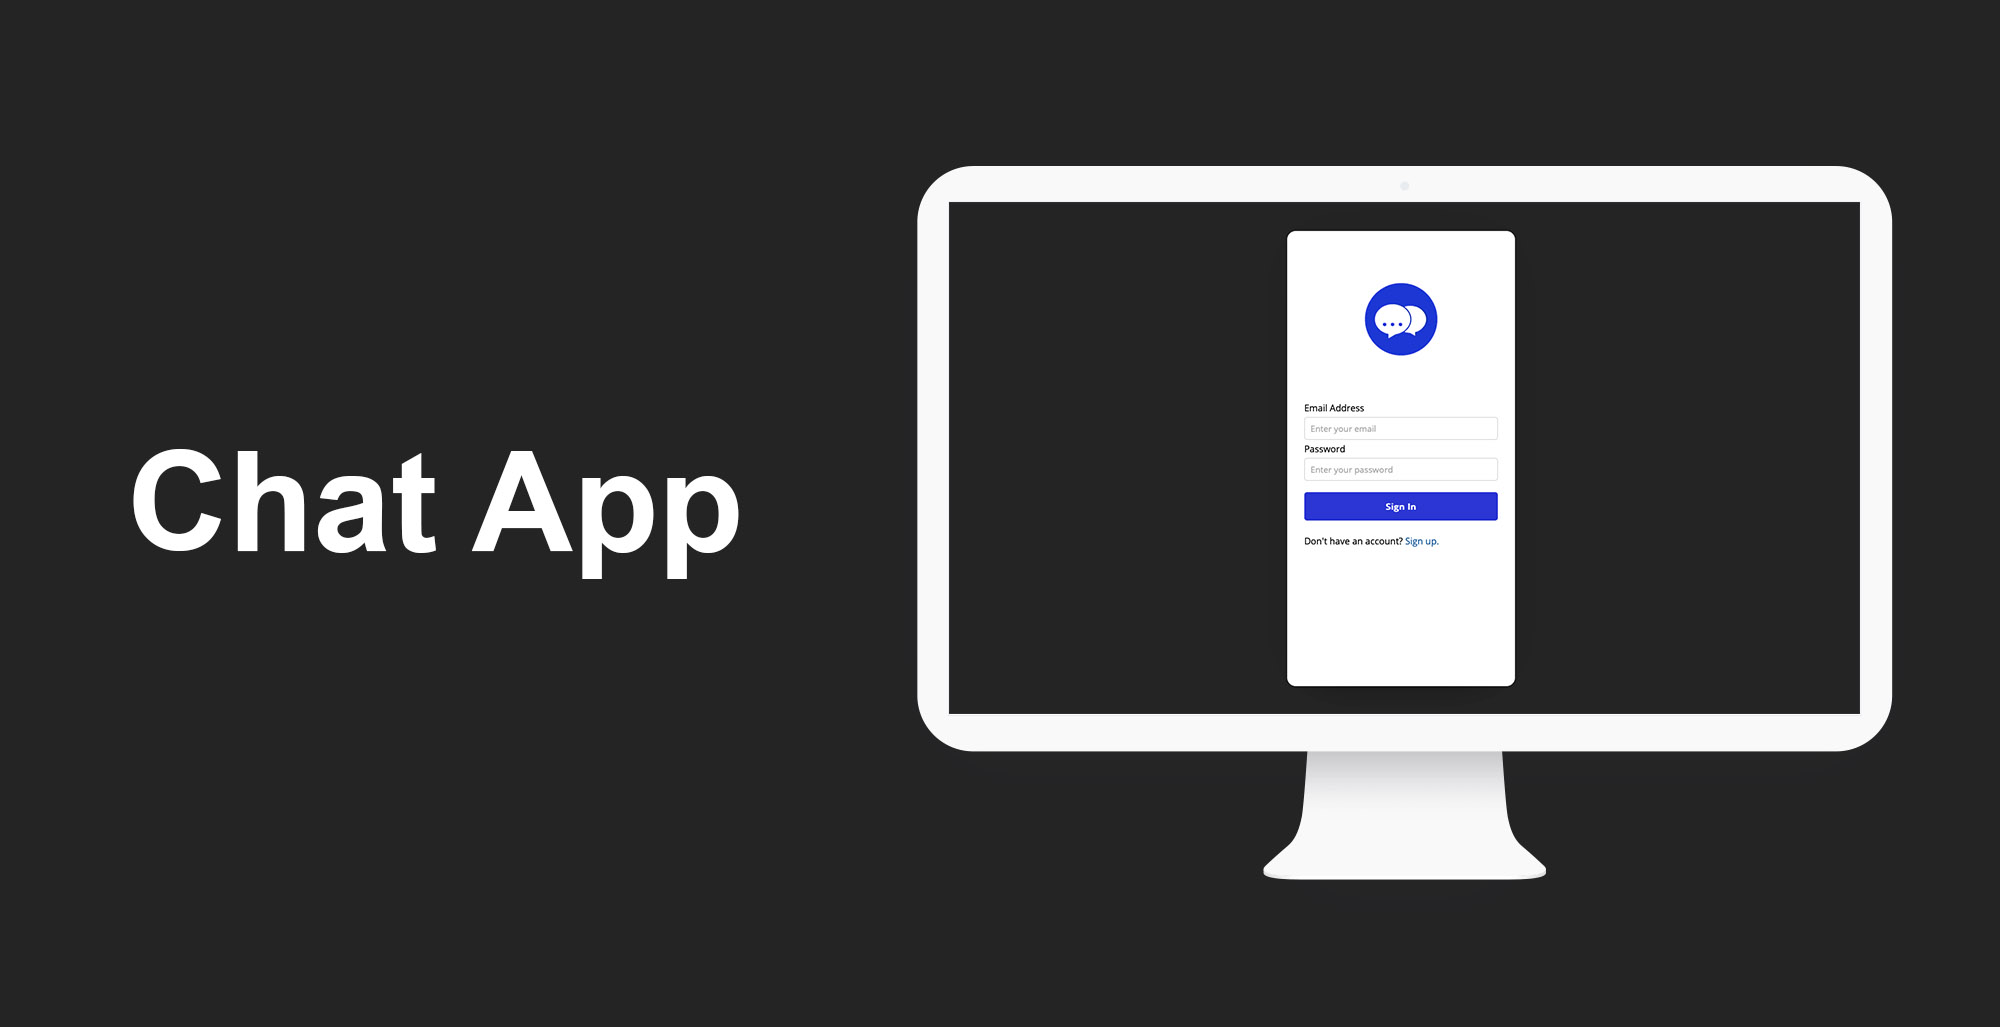 Chat App
Email Address
Enter your email
Password
Enter your password
Sign In
Don't have an account? Sign up.